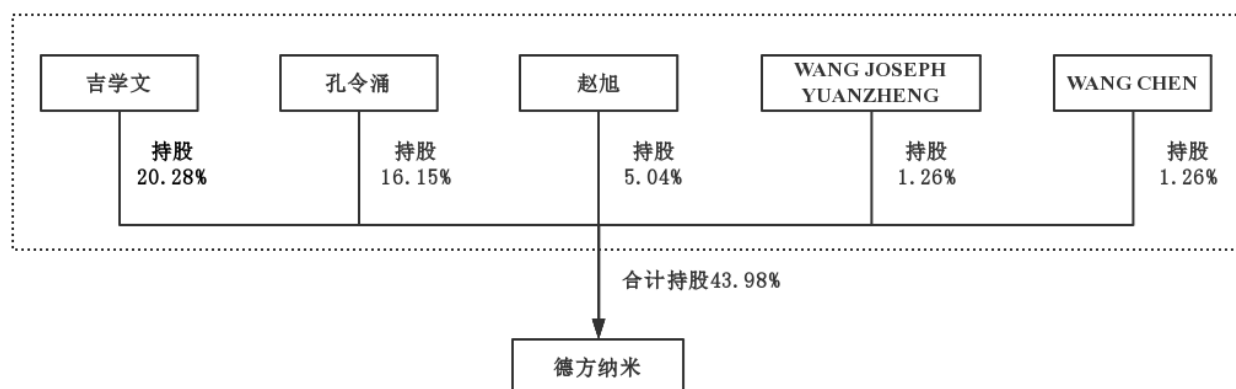 吉学文
孔令涌
赵旭
WANG JOSEPH
YUANZHENG
WANG CHEN
持股
20.28%
持股
16.15%
持股
5.04%
持股
1.26%
持股
1.26%
合计持股43.98%
德方纳米